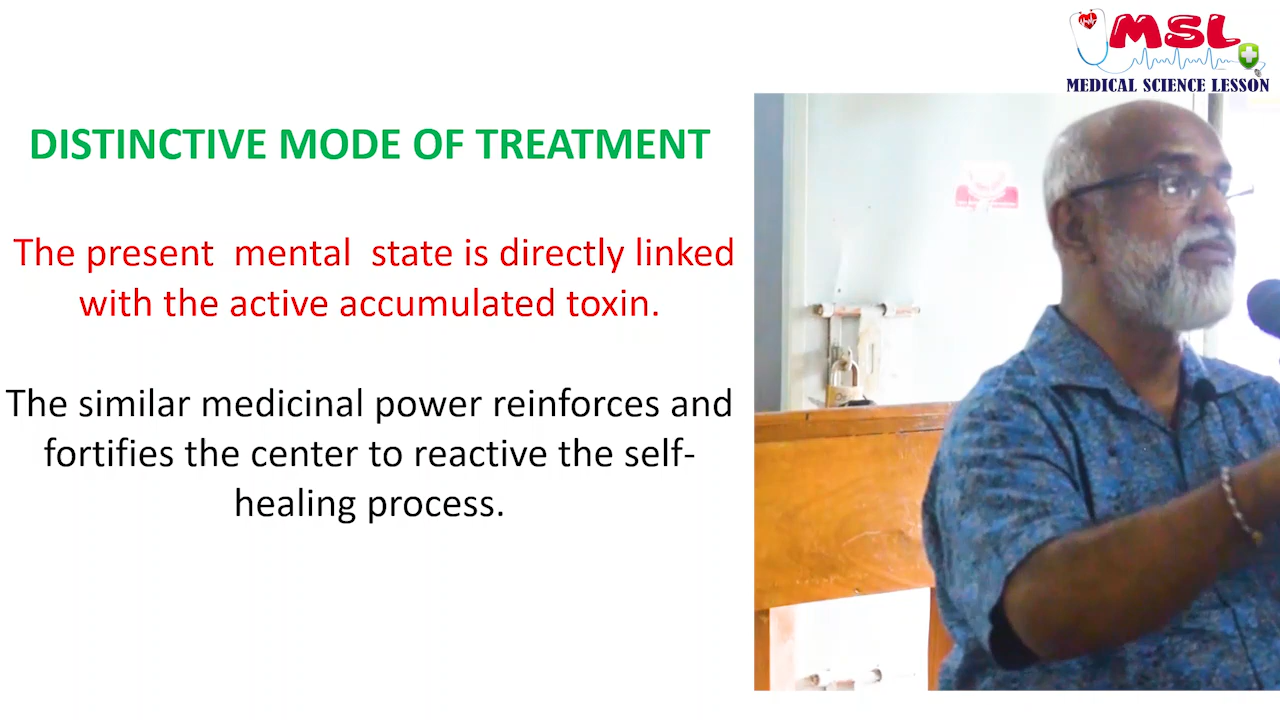 MSL
MEDICAL SCIENCE LESSON
DISTINCTIVE MODE OF TREATMENT
The present mental state is directly linked
with the active accumulated toxin.
The similar medicinal power reinforces and
fortifies the center to reactive the self-
healing process.